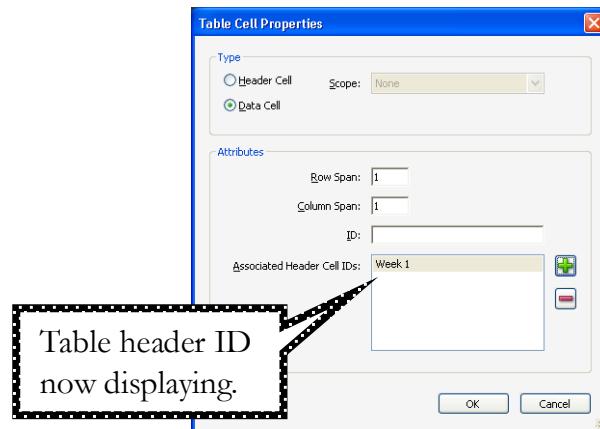 Table Cell Properties
Type
Header Cell Scope: None
Data Cell
Attributes
Row Span: 1
Column Span: 1
ID:
Associated Header Cell IDs: Week 1
Table header ID
now displaying.
OK Cancel